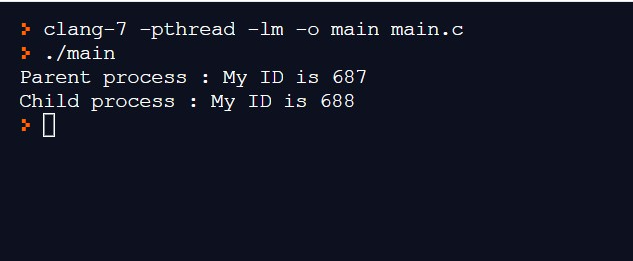 > clang-7 -pthread -lm -o main main.c
> ./main
Parent process : My ID is 687
Child process : My ID is 688
>